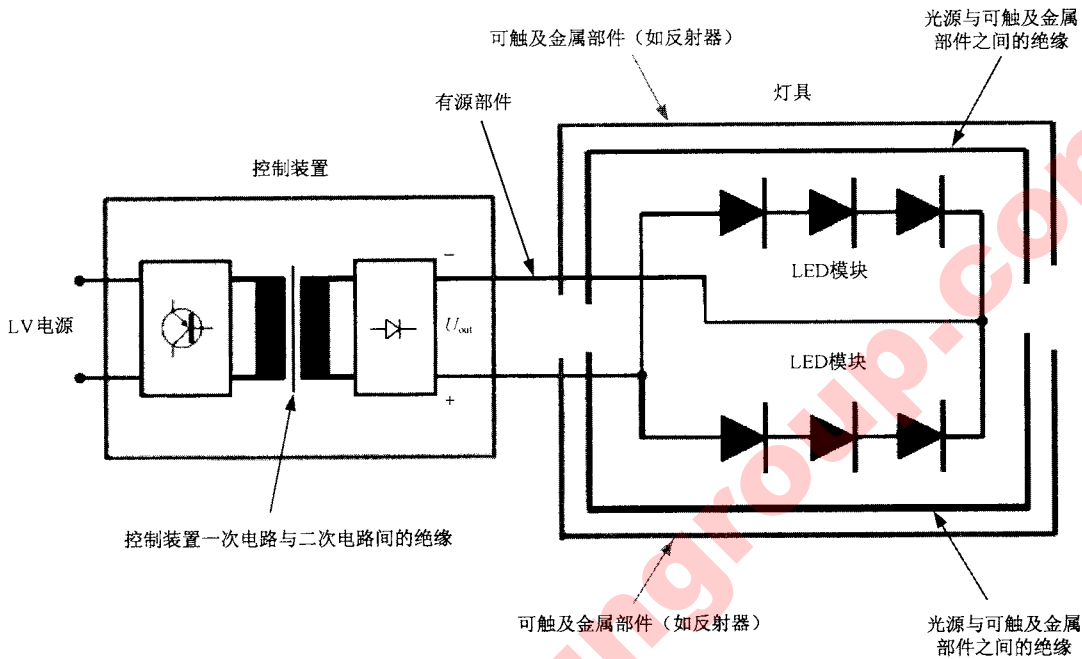 光源与可触及金属
部件之间的绝缘
可触及金属部件（如反射器）
有源部件
灯具
控制装置
LED模块
LV电源
−
Uout
+
LED模块
控制装置一次电路与二次电路间的绝缘
可触及金属部件（如反射器）
光源与可触及金属
部件之间的绝缘
ingroup.com